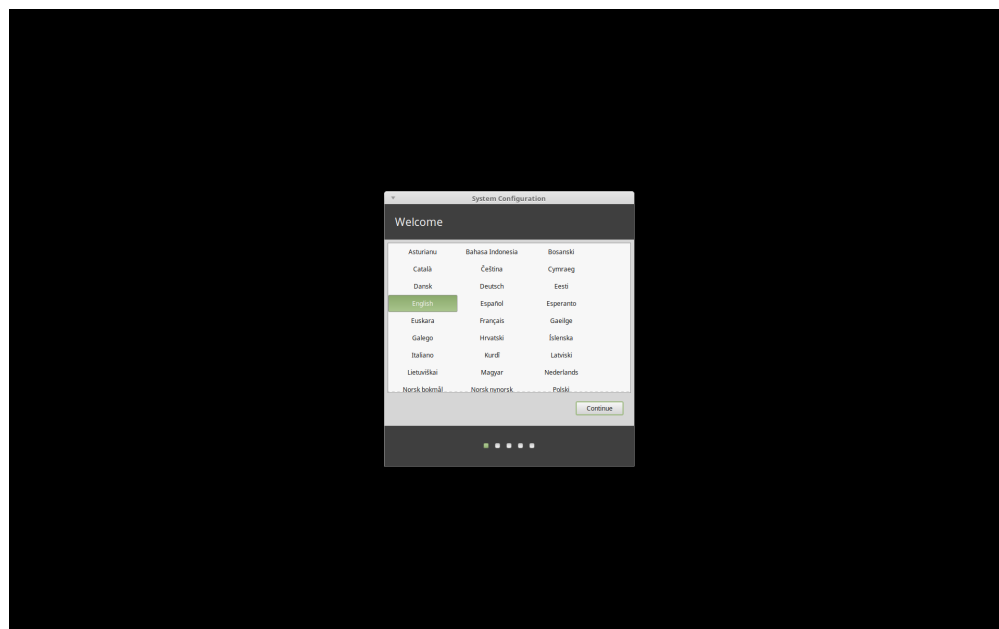 System Configuration
Welcome
Asturianu Bahasa Indonesia Bosanski
Català Čeština Cymraeg
Dansk Deutsch Eesti
English Español Esperanto
Euskara Français Gaeilge
Galego Hrvatski Íslenska
Italiano Kurdî Latviski
Lietuviškai Magyar Nederlands
Norsk bokmål Norsk nynorsk Polski
Continue